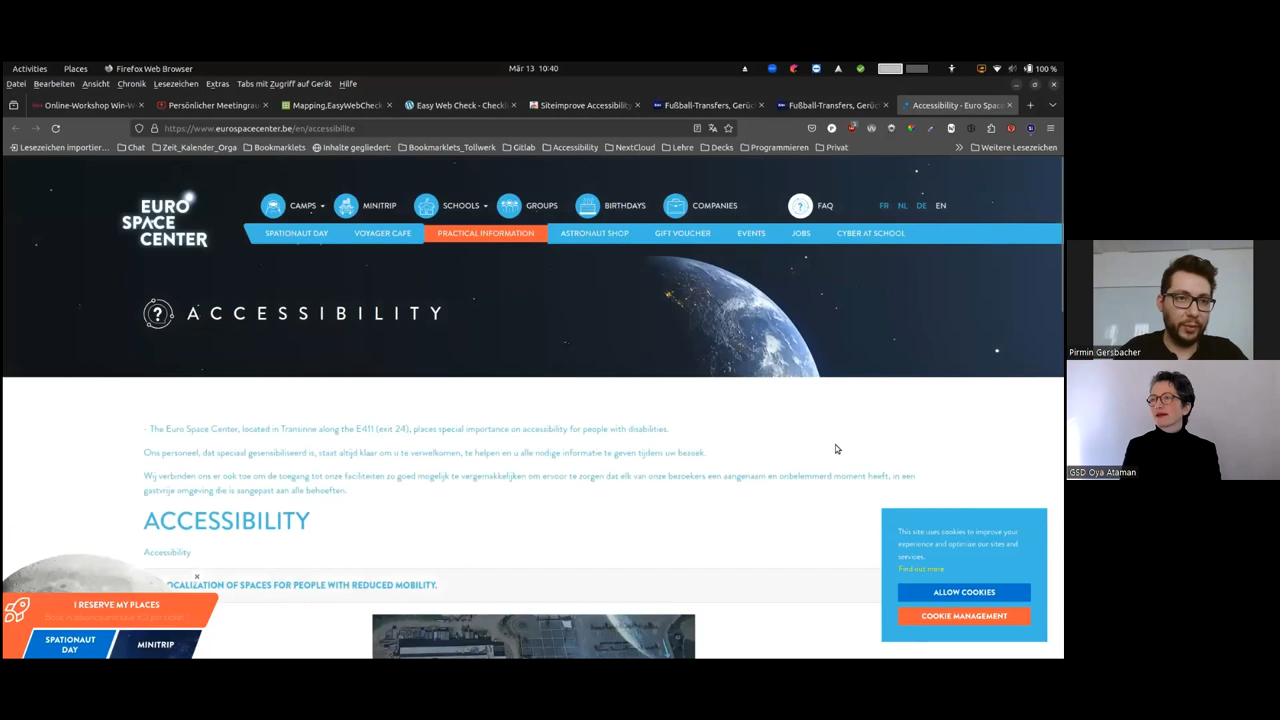 Activities Places Firefox Web Browser Mär 13 10:40 100 %
Datei Bearbeiten Ansicht Chronik Lesezeichen Extras Tabs mit Zugriff auf Gerät Hilfe
Online-Workshop Win-W Persönlicher Meetingrau Mapping.EasyWebCheck Easy Web Check - Checkli Siteimprove Accessibility Fußball-Transfers, Gerüc Fußball-Transfers, Gerüc Accessibility - Euro Space
https://www.eurospacecenter.be/en/accessibilite
Lesezeichen importier... Chat Zeit_Kalender_Orga Bookmarklets Inhalte gegliedert: Bookmarklets_Tollwerk Gitlab Accessibility NextCloud Lehre Decks Programmieren Privat Weitere Lesezeichen
EURO
SPACE
CENTER
CAMPS MINITRIP SCHOOLS GROUPS BIRTHDAYS COMPANIES FAQ FR NL DE EN
SPATIONAUT DAY VOYAGER CAFE PRACTICAL INFORMATION ASTRONAUT SHOP GIFT VOUCHER EVENTS JOBS CYBER AT SCHOOL
? ACCESSIBILITY
- The Euro Space Center, located in Transinne along the E411 (exit 24), places special importance on accessibility for people with disabilities.
Ons personeel, dat speciaal gesensibiliseerd is, staat altijd klaar om u te verwelkomen, te helpen en u alle nodige informatie te geven tijdens uw bezoek.
Wij verbinden ons er ook toe om de toegang tot onze faciliteiten zo goed mogelijk te vergemakkelijken om ervoor te zorgen dat elk van onze bezoekers een aangenaam en onbelemmerd moment heeft, in een
gastvrije omgeving die is aangepast aan alle behoeften.
ACCESSIBILITY
Accessibility
OCALIZATION OF SPACES FOR PEOPLE WITH REDUCED MOBILITY.
I RESERVE MY PLACES
SPATIONAUT
DAY
MINITRIP
This site uses cookies to improve your
experience and optimize our sites and
services.
Find out more
ALLOW COOKIES
COOKIE MANAGEMENT
Pirmin Gersbacher
GSD Oya Ataman